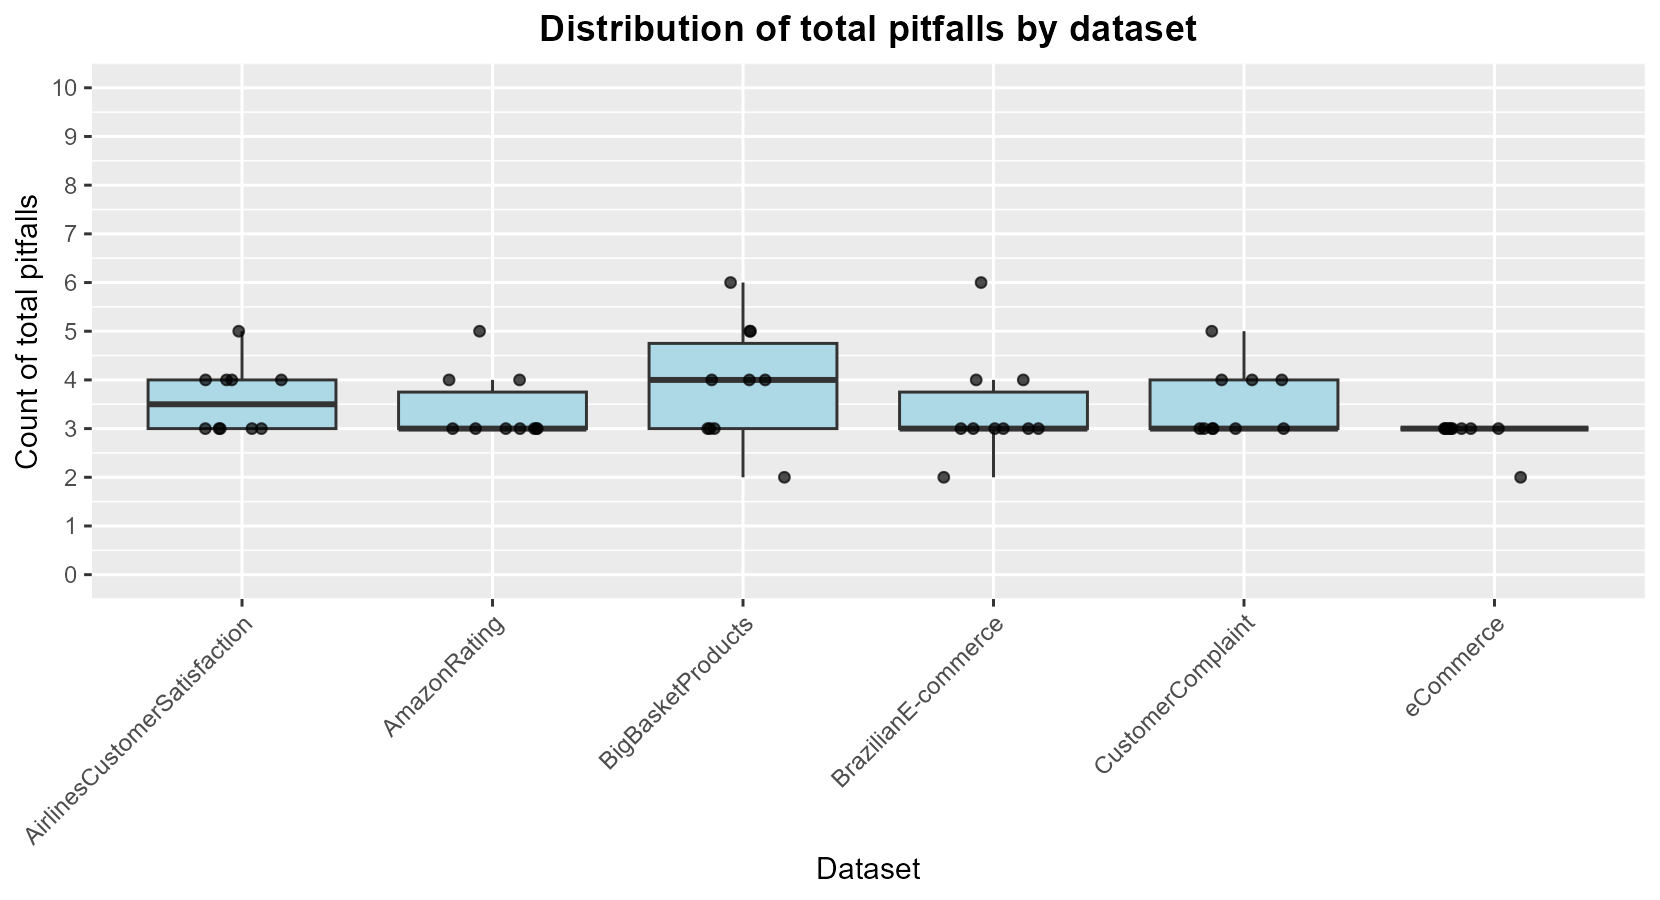 Distribution of total pitfalls by dataset
Count of total pitfalls
10
9
8
7
6
5
4
3
2
1
0
AirlinesCustomerSatisfaction
AmazonRating
BigBasketProducts
BrazilianE-commerce
CustomerComplaint
eCommerce
Dataset